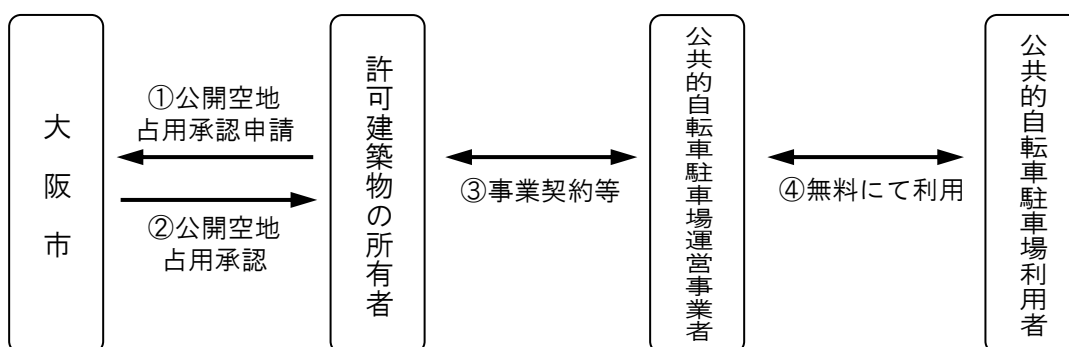 大阪市
①公開空地
占用承認申請
②公開空地
占用承認
許可建築物の所有者
③事業契約等
公共的自転車駐車場運営事業者
④無料にて利用
公共的自転車駐車場利用者